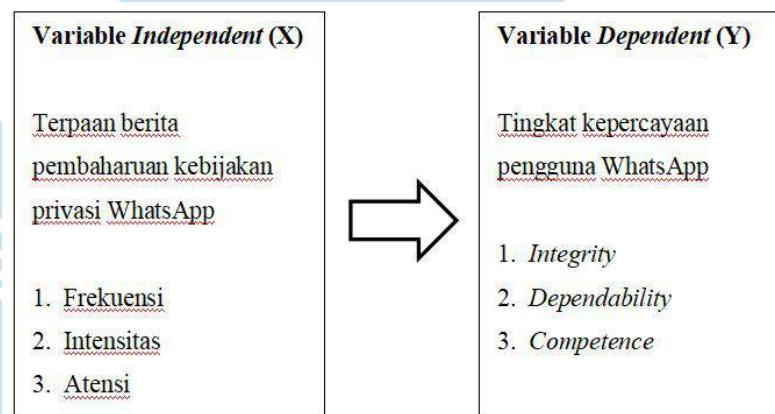 Variable Independent (X)
Terpaan berita
pembaharuan kebijakan
privasi WhatsApp
1. Frekuensi
2. Intensitas
3. Atensi
Variable Dependent (Y)
Tingkat kepercayaan
pengguna WhatsApp
1. Integrity
2. Dependability
3. Competence